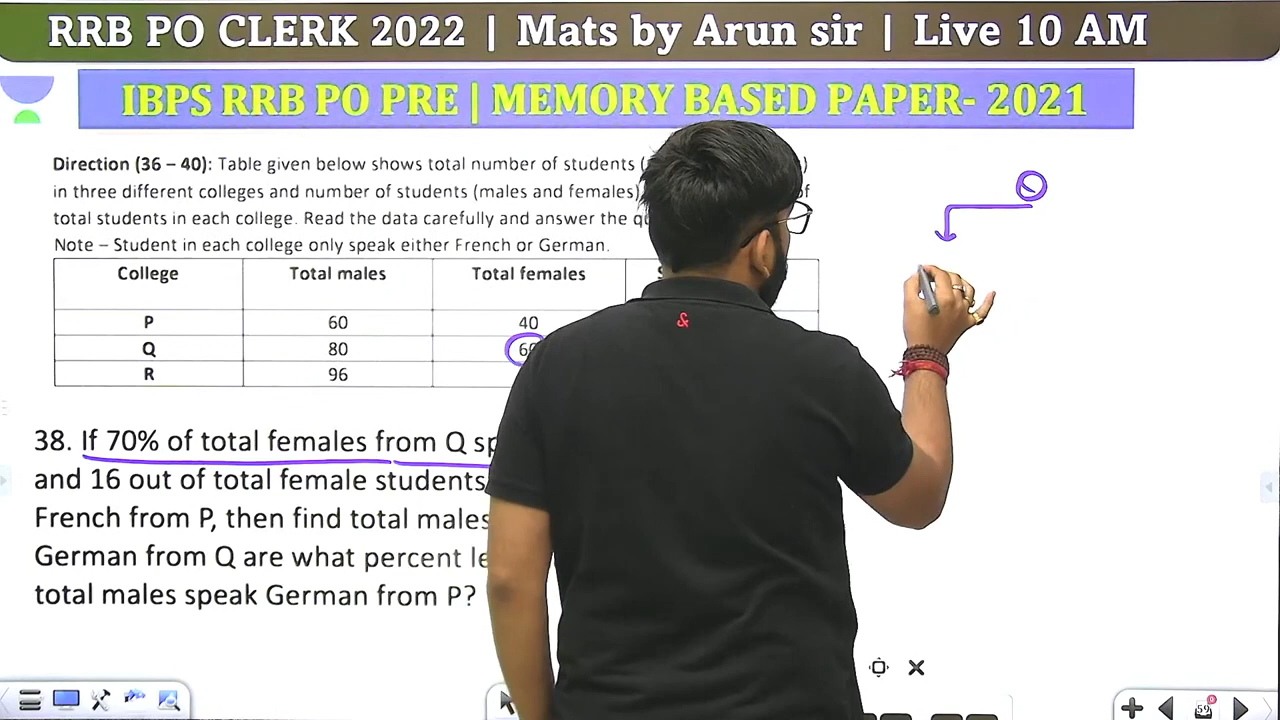 RRB PO CLERK 2022 | Mats by Arun sir | Live 10 AM
IBPS RRB PO PRE | MEMORY BASED PAPER- 2021
Direction (36 – 40): Table given below shows total number of students (
in three different colleges and number of students (males and females)
total students in each college. Read the data carefully and answer the
Note – Student in each college only speak either French or German.
College Total males Total females
P 60 40
Q 80
R 96
38. If 70% of total females from Q
and 16 out of total female students
French from P, then find total males
German from Q are what percent
total males speak German from P?
59